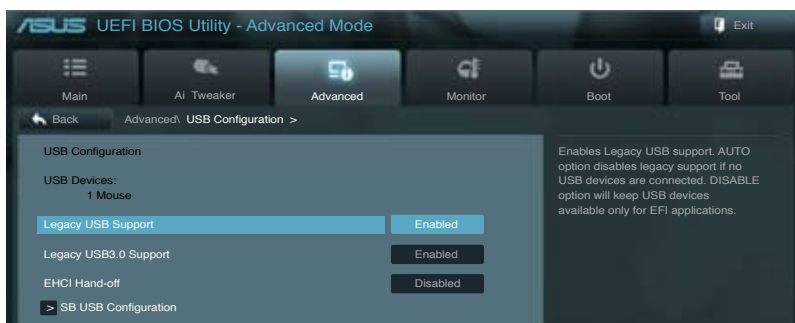 ASUS UEFI BIOS Utility - Advanced Mode
Exit
Main
Ai Tweaker
Advanced
Monitor
Boot
Tool
Back
Advanced\ USB Configuration >
USB Configuration
USB Devices:
1 Mouse
Legacy USB Support Enabled
Legacy USB3.0 Support Enabled
EHCI Hand-off Disabled
> SB USB Configuration
Enables Legacy USB support. AUTO
option disables legacy support if no
USB devices are connected. DISABLE
option will keep USB devices
available only for EFI applications.